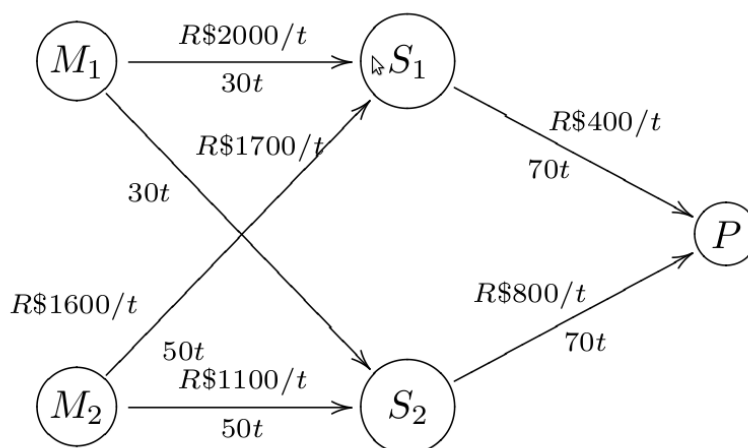 R$2000/t
M1 S1
30t
R$400/t
R$1700/t
70t
30t
P
R$800/t
R$1600/t
70t
50t
R$1100/t
M2 S2
50t